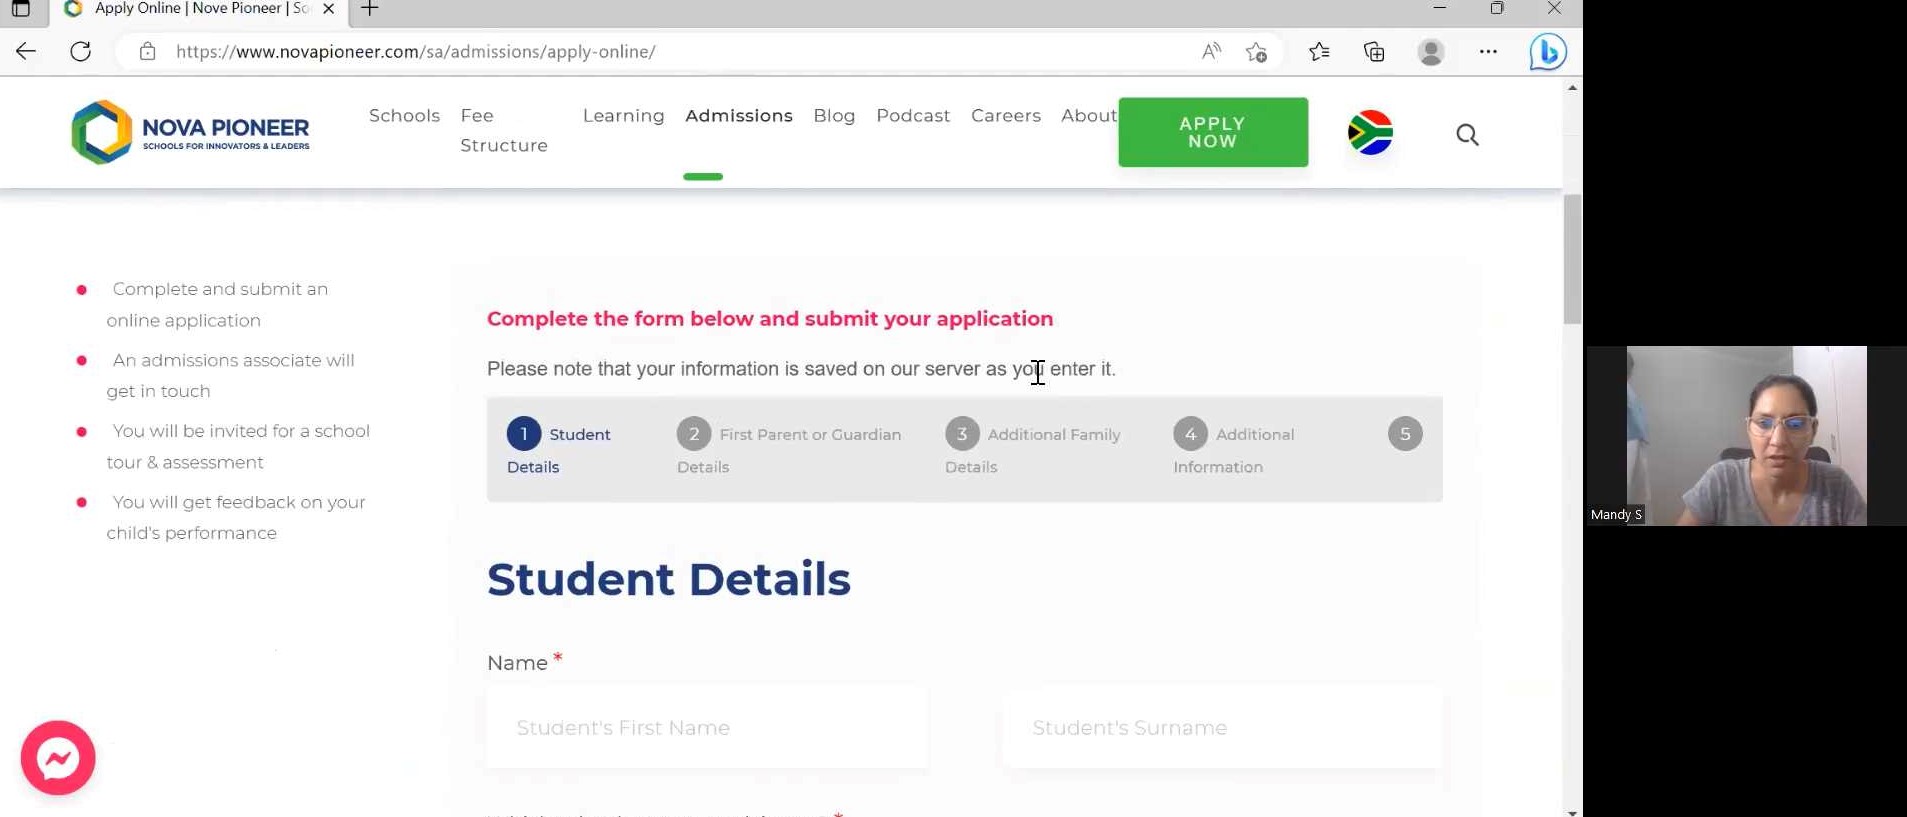 Apply Online | Nove Pioneer | So
https://www.novapioneer.com/sa/admissions/apply-online/
NOVA PIONEER
SCHOOLS FOR INNOVATORS & LEADERS
Schools
Fee
Structure
Learning
Admissions
Blog
Podcast
Careers
About
APPLY
NOW
Complete and submit an
online application
An admissions associate will
get in touch
You will be invited for a school
tour & assessment
You will get feedback on your
child's performance
Complete the form below and submit your application
Please note that your information is saved on our server as you enter it.
1 Student
Details
2 First Parent or Guardian
Details
3 Additional Family
Details
4 Additional
Information
5
Student Details
Name *
Student's First Name
Student's Surname
Mandy S